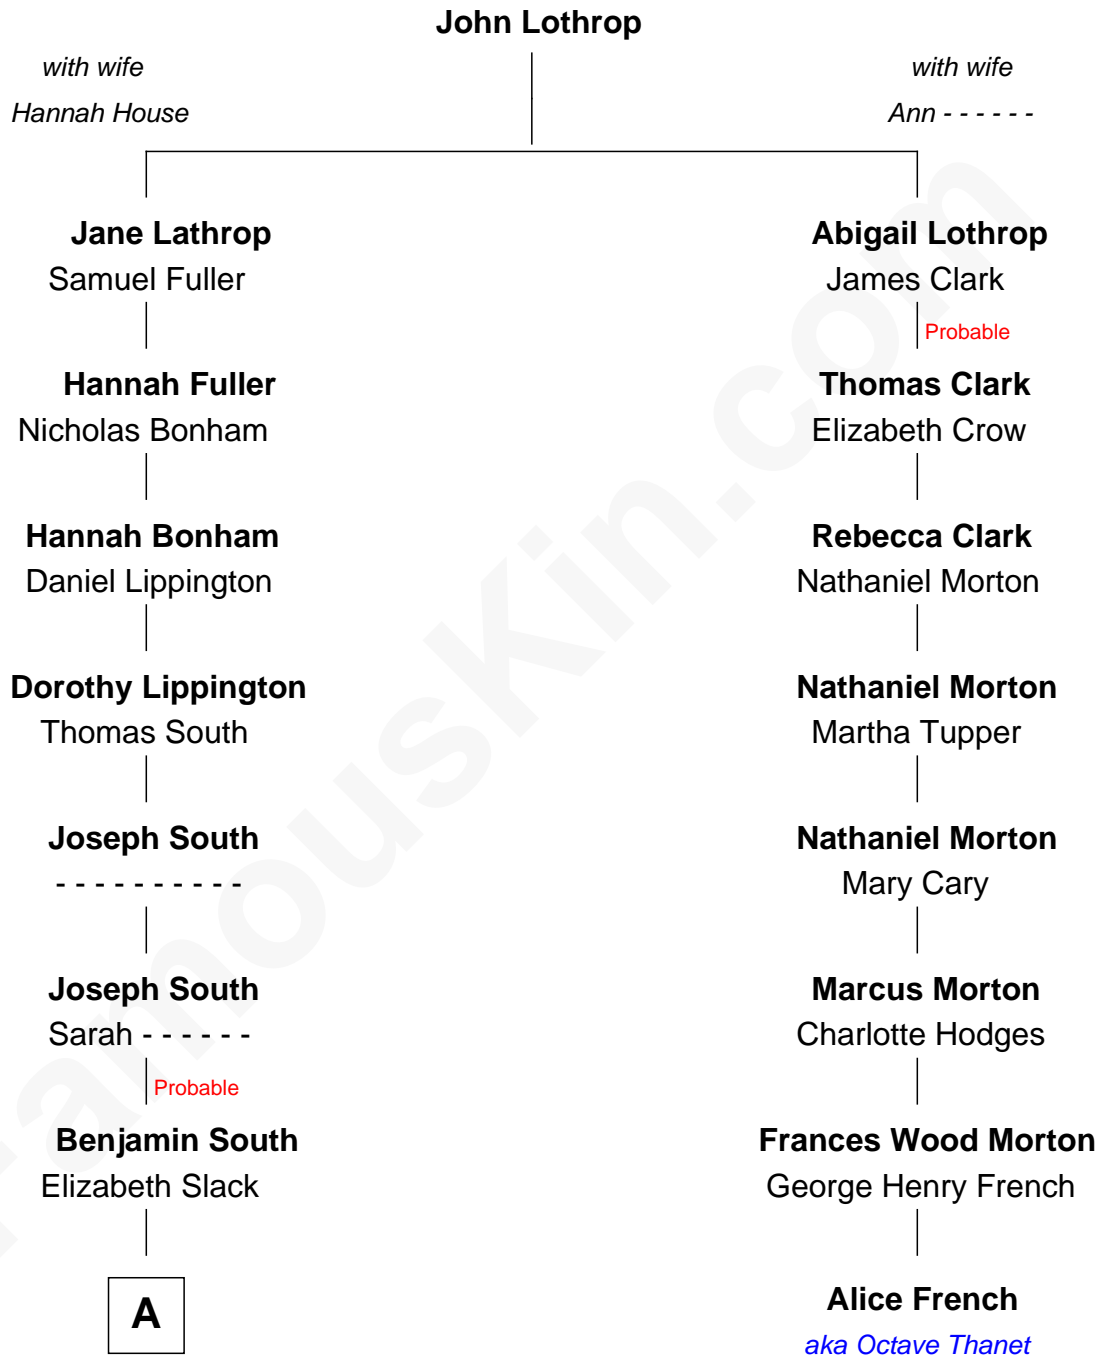 John Lothrop
with wife
Hannah House
with wife
Ann - - - - - -
Jane Lathrop
Samuel Fuller
Abigail Lothrop
James Clark
Probable
Hannah Fuller
Nicholas Bonham
Thomas Clark
Elizabeth Crow
Hannah Bonham
Daniel Lippington
Rebecca Clark
Nathaniel Morton
Dorothy Lippington
Thomas South
Nathaniel Morton
Martha Tupper
Joseph South
- - - - - - - - - -
Nathaniel Morton
Mary Cary
Joseph South
Sarah - - - - - -
Probable
Marcus Morton
Charlotte Hodges
Benjamin South
Elizabeth Slack
Frances Wood Morton
George Henry French
A
Alice French
aka Octave Thanet
FamousKin.com